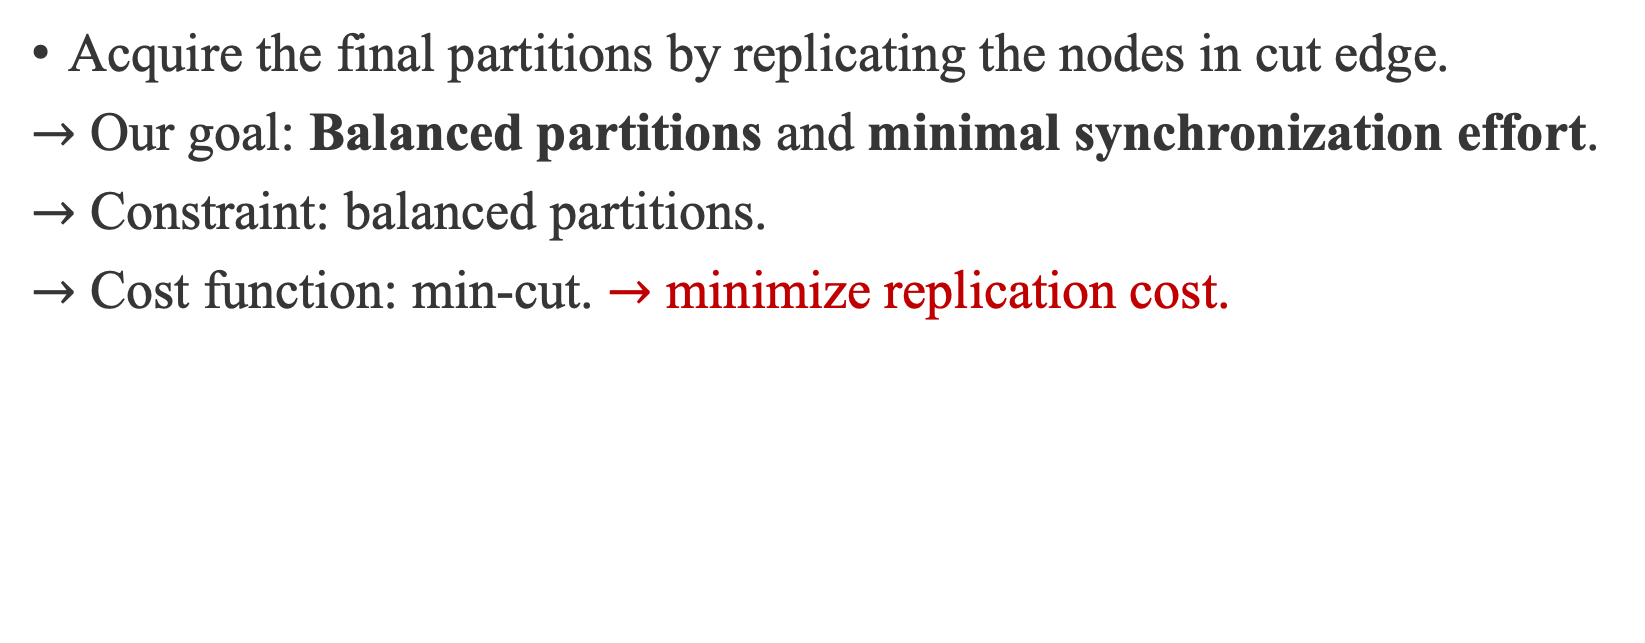 • Acquire the final partitions by replicating the nodes in cut edge.
→ Our goal: Balanced partitions and minimal synchronization effort.
→ Constraint: balanced partitions.
→ Cost function: min-cut. → minimize replication cost.